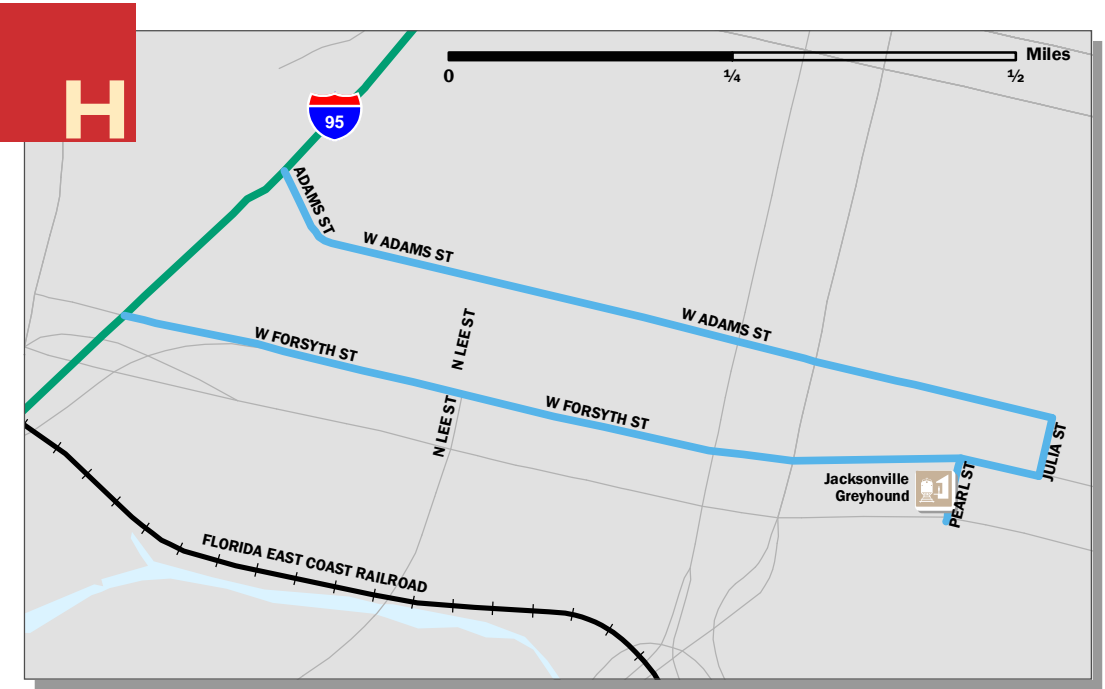 H
Miles
0 ¼ ½
95
ADAMS ST
W ADAMS ST
W ADAMS ST
N LEE ST
W FORSYTH ST
W FORSYTH ST
N LEE ST
JULIA ST
PEARL ST
Jacksonville
Greyhound
FLORIDA EAST COAST RAILROAD